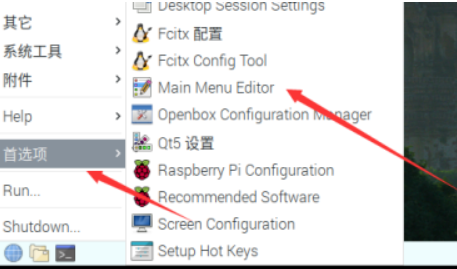 其它
系统工具
附件
Help
首选项
Run...
Shutdown...
Desktop Session Settings
Fcitx 配置
Fcitx Config Tool
Main Menu Editor
Openbox Configuration Manager
Qt5 设置
Raspberry Pi Configuration
Recommended Software
Screen Configuration
Setup Hot Keys